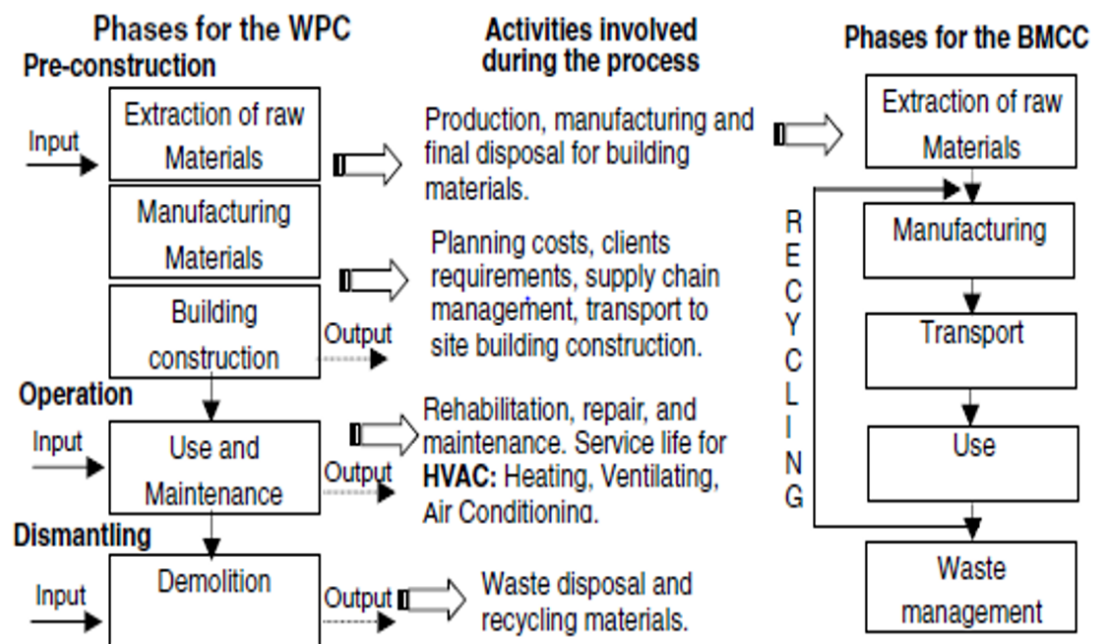 Phases for the WPC
Pre-construction
Input
Extraction of raw
Materials
Manufacturing
Materials
Building
construction
Output
Operation
Input
Use and
Maintenance
Output
Dismantling
Input
Demolition
Output
Activities involved
during the process
Production, manufacturing and
final disposal for building
materials.
Planning costs, clients
requirements, supply chain
management, transport to
site building construction.
Rehabilitation, repair, and
maintenance. Service life for
HVAC: Heating, Ventilating,
Air Conditioning.
Waste disposal and
recycling materials.
Phases for the BMCC
Extraction of raw
Materials
RECYCLING
Manufacturing
Transport
Use
Waste
management